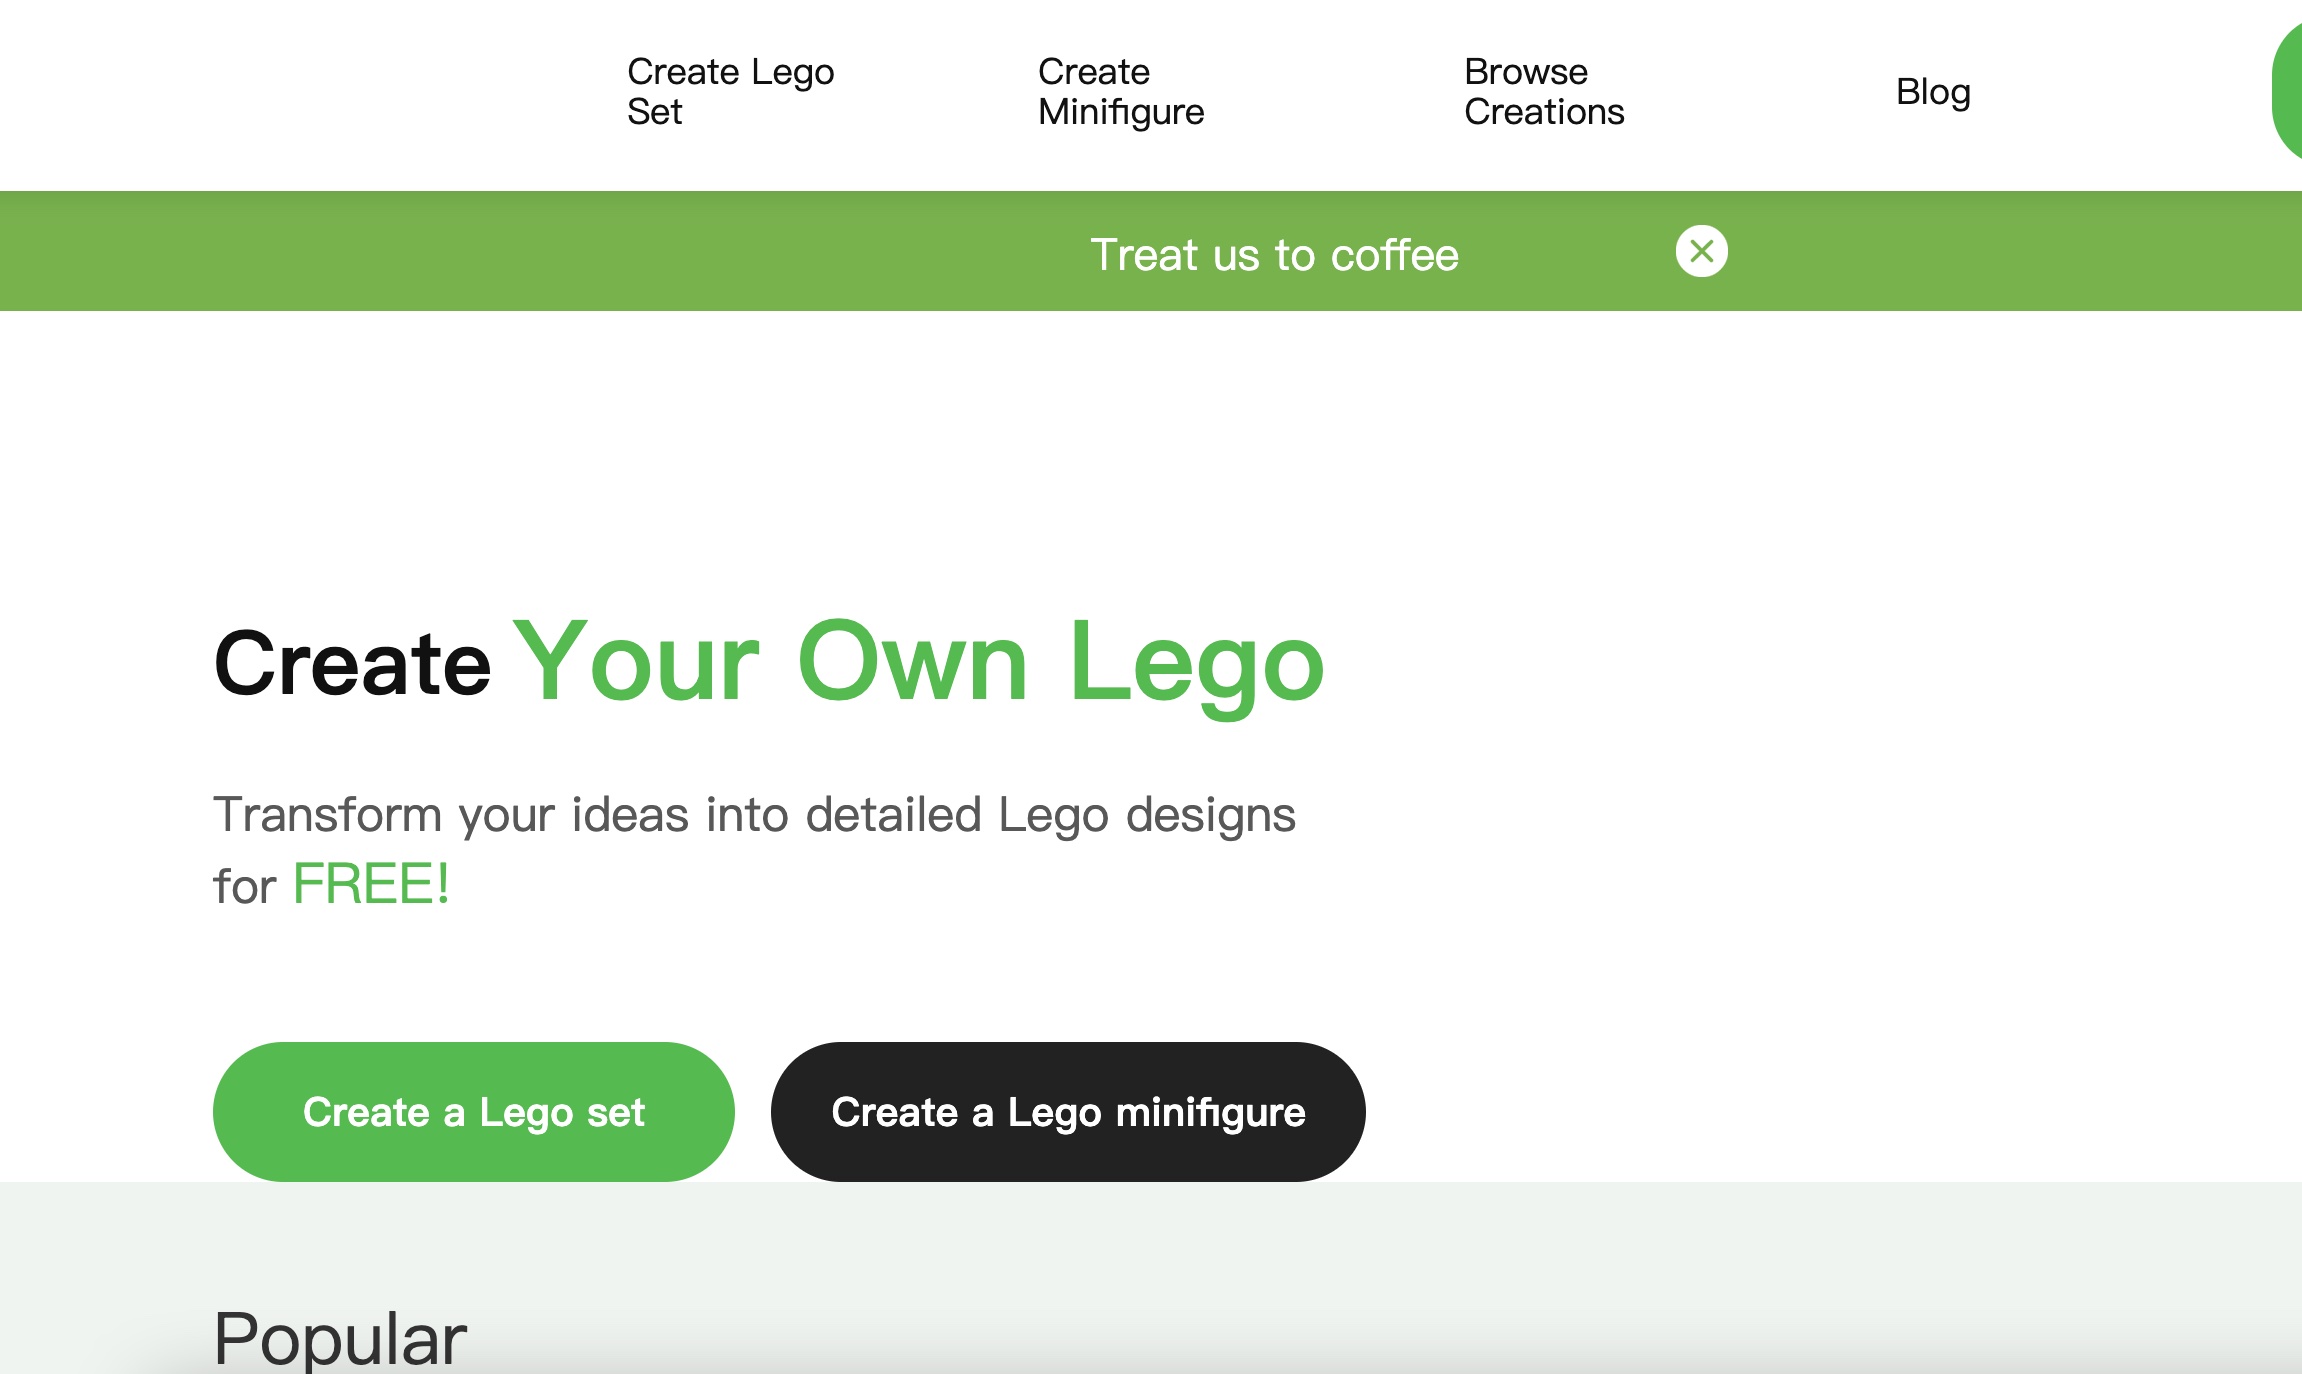 Create Lego
Set
Create
Minifigure
Browse
Creations
Blog
Treat us to coffee
Create Your Own Lego
Transform your ideas into detailed Lego designs
for FREE!
Create a Lego set
Create a Lego minifigure
Popular